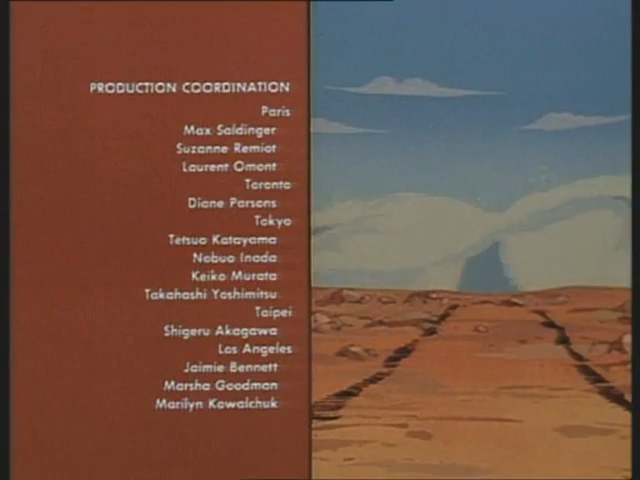 PRODUCTION COORDINATION
Paris
Max Saldinger
Suzanne Remiot
Laurent Omont
Toronto
Diane Parsons
Tokyo
Tetsuo Katayama
Nobuo Inada
Keiko Murata
Takahashi Yoshimitsu
Taipei
Shigeru Akagawa
Los Angeles
Jaimie Bennett
Marsha Goodman
Marilyn Kowalchuk